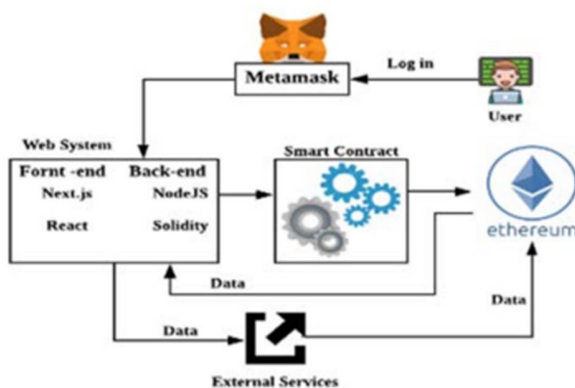 Metamask
Log in
User
Web System
Fornt -end Back-end
Next.js NodeJS
React Solidity
Smart Contract
ethereum
Data
Data
Data
External Services